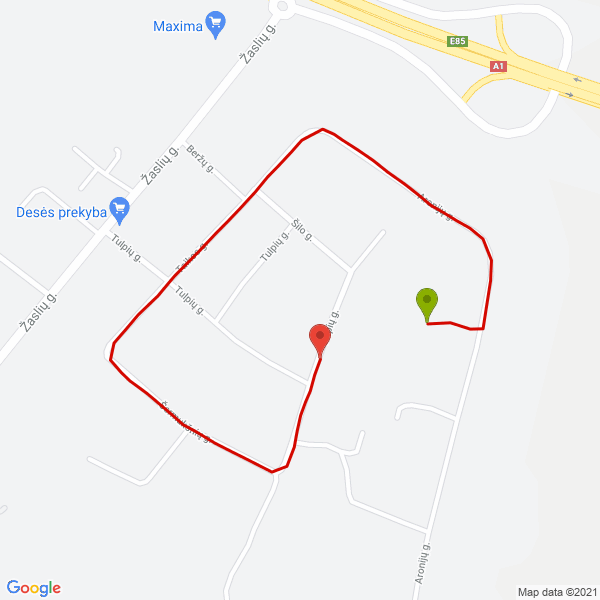 Maxima
Žaslių g.
E85
A1
Žaslių g.
Beržų g.
Aronijų g.
Desės prekyba
Tulpių g.
Šilo g.
Tulpių g.
Tulpių g.
Žaslių g.
Aronijų g.
Google
Map data ©2021